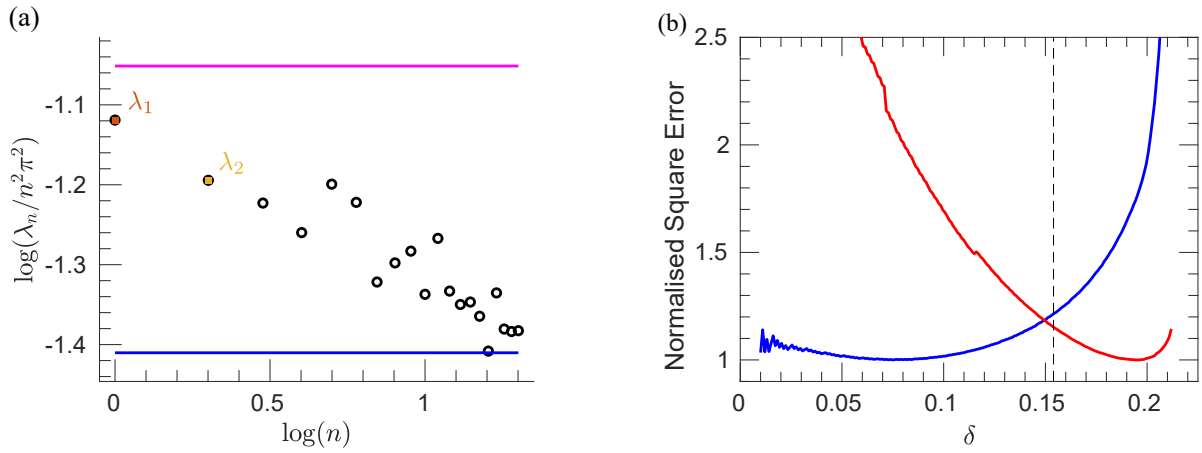 (a)
log(λₙ/n²π²)
-1.1
-1.2
-1.3
-1.4
λ₁
λ₂
0
0.5
1
log(n)
(b)
Normalised Square Error
2.5
2
1.5
1
0
0.05
0.1
0.15
0.2
δ